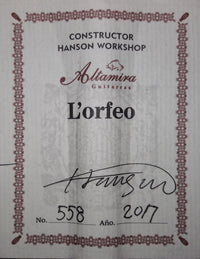 CONSTRUCTOR
HANSON WORKSHOP
Altamira
Guitarras
L'orfeo
No. 558 Año. 2017